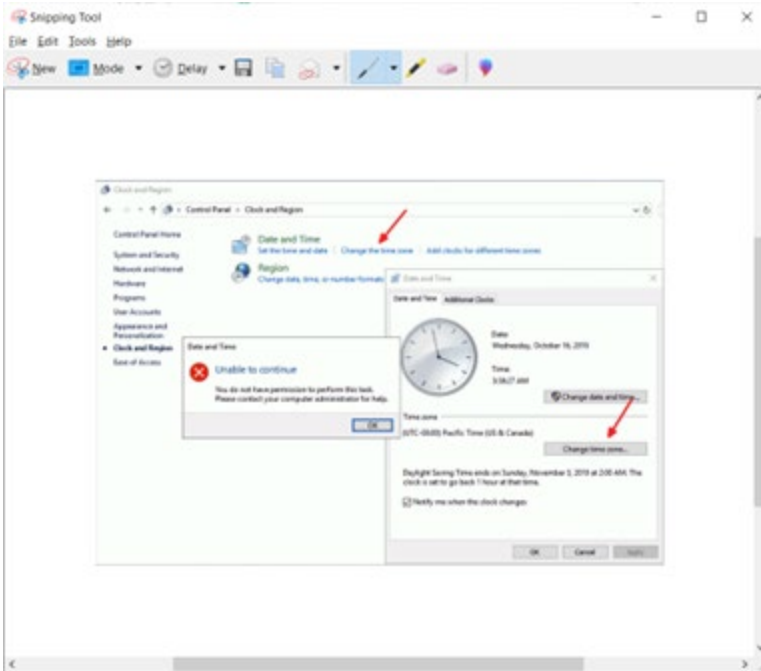 Snipping Tool
File Edit Tools Help
New Mode Delay
Clock and Region
Control Panel Clock and Region
Control Panel Home
System and Security
Network and Internet
Hardware
Programs
User Accounts
Appearance and
Personalization
Clock and Region
Ease of Access
Date and Time
Set the time and date Change the time zone Add clocks for different time zones
Region
Change date, time, or number formats
Date and Time
Unable to continue
You do not have permission to perform this task.
Please contact your computer administrator for help.
OK
Date and Time
Date and Time Additional Clocks
Date:
Wednesday, October 16, 2019
Time:
AM
Change date and time...
Time zone
Pacific Time (US & Canada)
Change time zone...
Daylight Saving Time ends on Sunday, November 3, 2019 at 2:00 AM. The
clock is set to go back 1 hour at that time.
Notify me when the clock changes
OK Cancel Apply